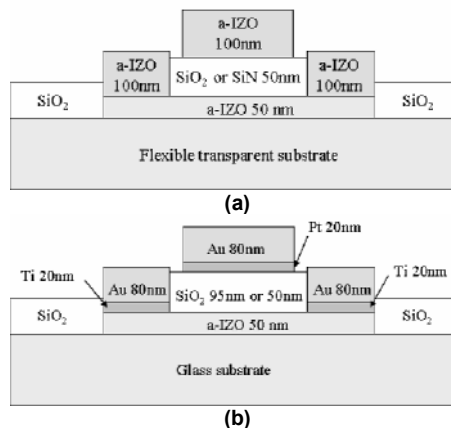 a-IZO
100nm
a-IZO
100nm
SiO₂ or SiN 50nm
a-IZO
100nm
SiO₂
SiO₂
a-IZO 50 nm
Flexible transparent substrate
(a)
Pt 20nm
Ti 20nm
Au 80nm
Ti 20nm
Au 80nm
SiO₂ 95nm or 50nm
Au 80nm
SiO₂
SiO₂
a-IZO 50 nm
Glass substrate
(b)